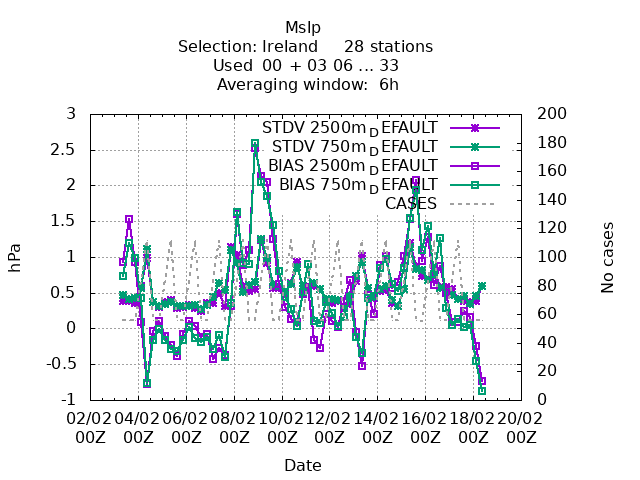 Mslp
Selection: Ireland 28 stations
Used 00 + 03 06 ... 33
Averaging window: 6h
STDV 2500m_DEFAULT
STDV 750m_DEFAULT
BIAS 2500m_DEFAULT
BIAS 750m_DEFAULT
CASES
3
2.5
2
1.5
1
0.5
0
-0.5
-1
hPa
200
180
160
140
120
100
80
60
40
20
0
No cases
02/02 04/02 06/02 08/02 10/02 12/02 14/02 16/02 18/02 20/02
00Z 00Z 00Z 00Z 00Z 00Z 00Z 00Z 00Z 00Z
Date